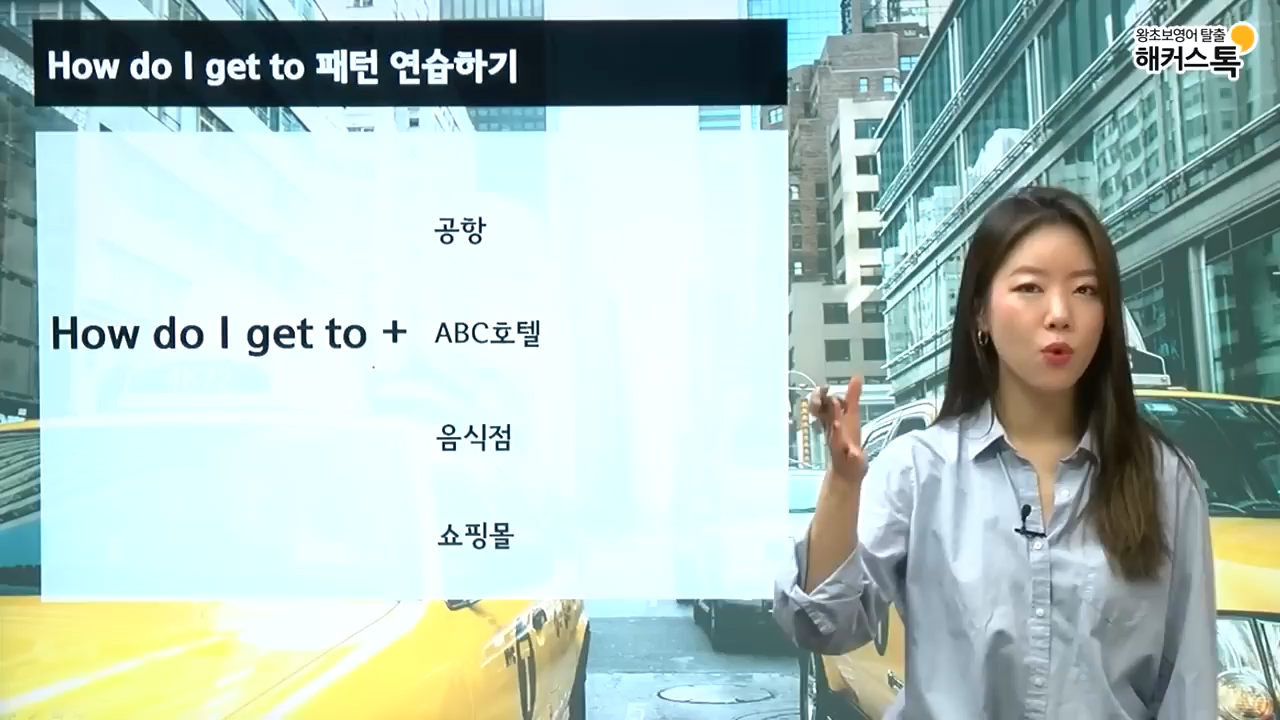 How do I get to 패턴 연습하기
왕초보영어 탈출
해커스톡
공항
How do I get to + ABC호텔
음식점
쇼핑몰